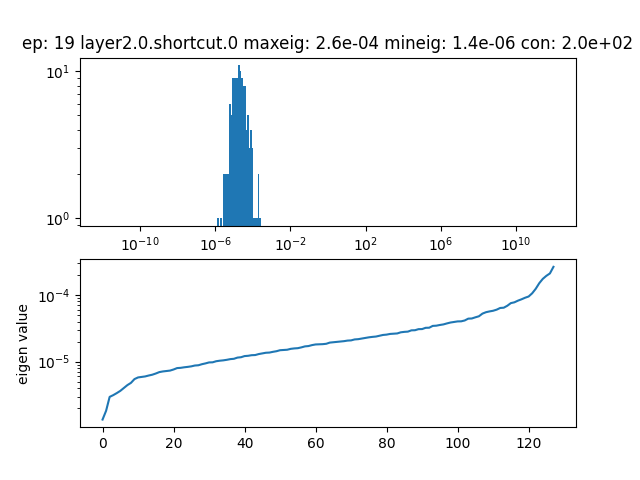 ep: 19 layer2.0.shortcut.0 maxeig: 2.6e-04 mineig: 1.4e-06 con: 2.0e+02
10¹
10⁰
10⁻¹⁰ 10⁻⁶ 10⁻² 10² 10⁶ 10¹⁰
10⁻⁴
10⁻⁵
eigen value
0 20 40 60 80 100 120